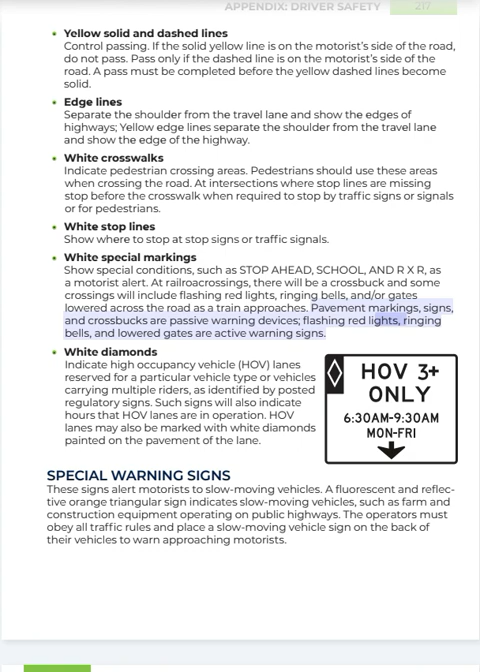 APPENDIX: DRIVER SAFETY 217
• Yellow solid and dashed lines
Control passing. If the solid yellow line is on the motorist's side of the road,
do not pass. Pass only if the dashed line is on the motorist's side of the
road. A pass must be completed before the yellow dashed lines become
solid.
• Edge lines
Separate the shoulder from the travel lane and show the edges of
highways; Yellow edge lines separate the shoulder from the travel lane
and show the edge of the highway.
• White crosswalks
Indicate pedestrian crossing areas. Pedestrians should use these areas
when crossing the road. At intersections where stop lines are missing
stop before the crosswalk when required to stop by traffic signs or signals
or for pedestrians.
• White stop lines
Show where to stop at stop signs or traffic signals.
• White special markings
Show special conditions, such as STOP AHEAD, SCHOOL, AND R X R, as
a motorist alert. At railroacrossings, there will be a crossbuck and some
crossings will include flashing red lights, ringing bells, and/or gates
lowered across the road as a train approaches. Pavement markings, signs,
and crossbucks are passive warning devices; flashing red lights, ringing
bells, and lowered gates are active warning signs.
• White diamonds
Indicate high occupancy vehicle (HOV) lanes
reserved for a particular vehicle type or vehicles
carrying multiple riders, as identified by posted
regulatory signs. Such signs will also indicate
hours that HOV lanes are in operation. HOV
lanes may also be marked with white diamonds
painted on the pavement of the lane.
HOV 3+
ONLY
6:30AM-9:30AM
MON-FRI
SPECIAL WARNING SIGNS
These signs alert motorists to slow-moving vehicles. A fluorescent and reflec-
tive orange triangular sign indicates slow-moving vehicles, such as farm and
construction equipment operating on public highways. The operators must
obey all traffic rules and place a slow-moving vehicle sign on the back of
their vehicles to warn approaching motorists.